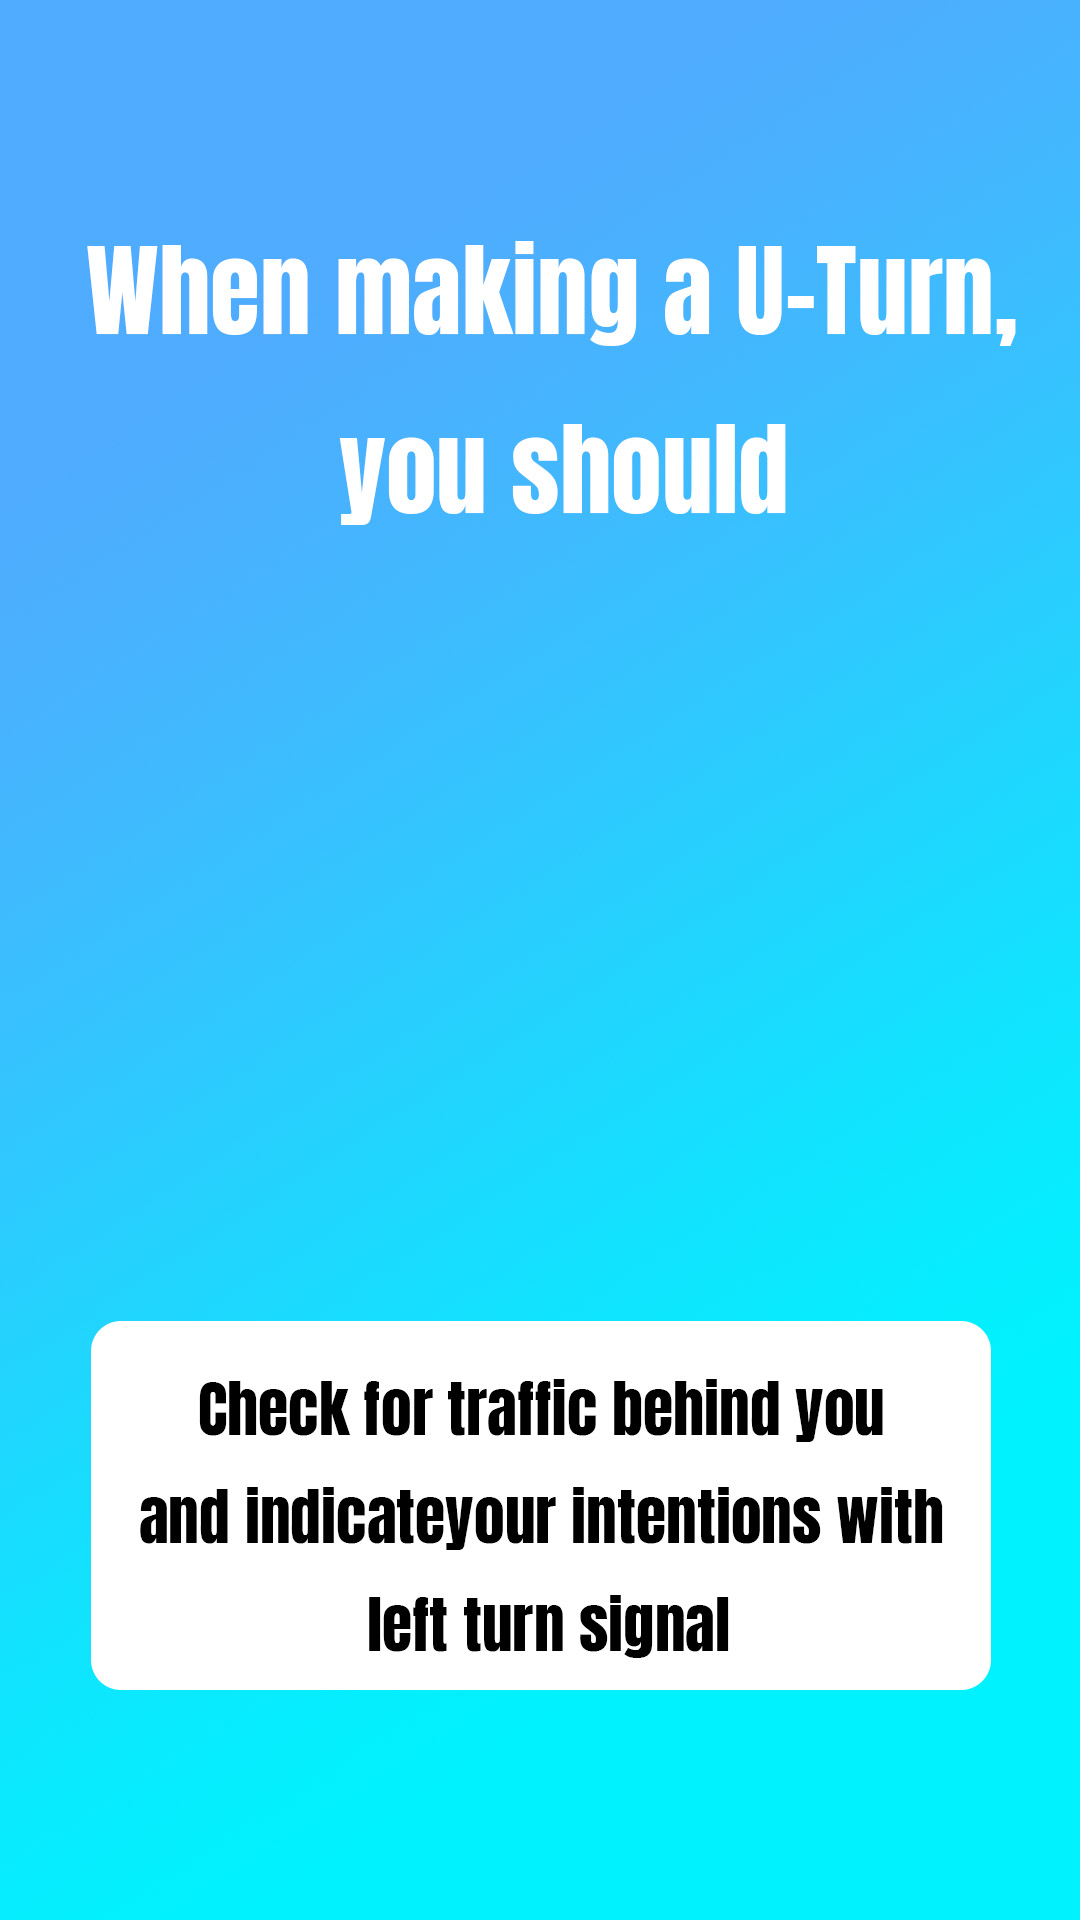 When making a U-Turn,
you should
Check for traffic behind you
and indicateyour intentions with
left turn signal